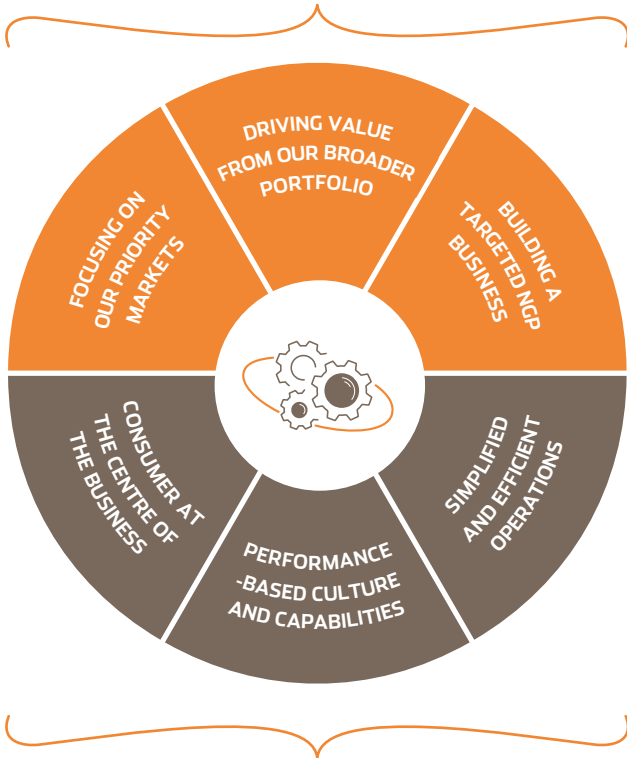 FOCUSING ON
OUR PRIORITY
MARKETS
DRIVING VALUE
FROM OUR BROADER
PORTFOLIO
BUILDING A
TARGETED NGP
BUSINESS
CONSUMER AT
THE CENTRE OF
THE BUSINESS
PERFORMANCE
-BASED CULTURE
AND CAPABILITIES
SIMPLIFIED
AND EFFICIENT
OPERATIONS